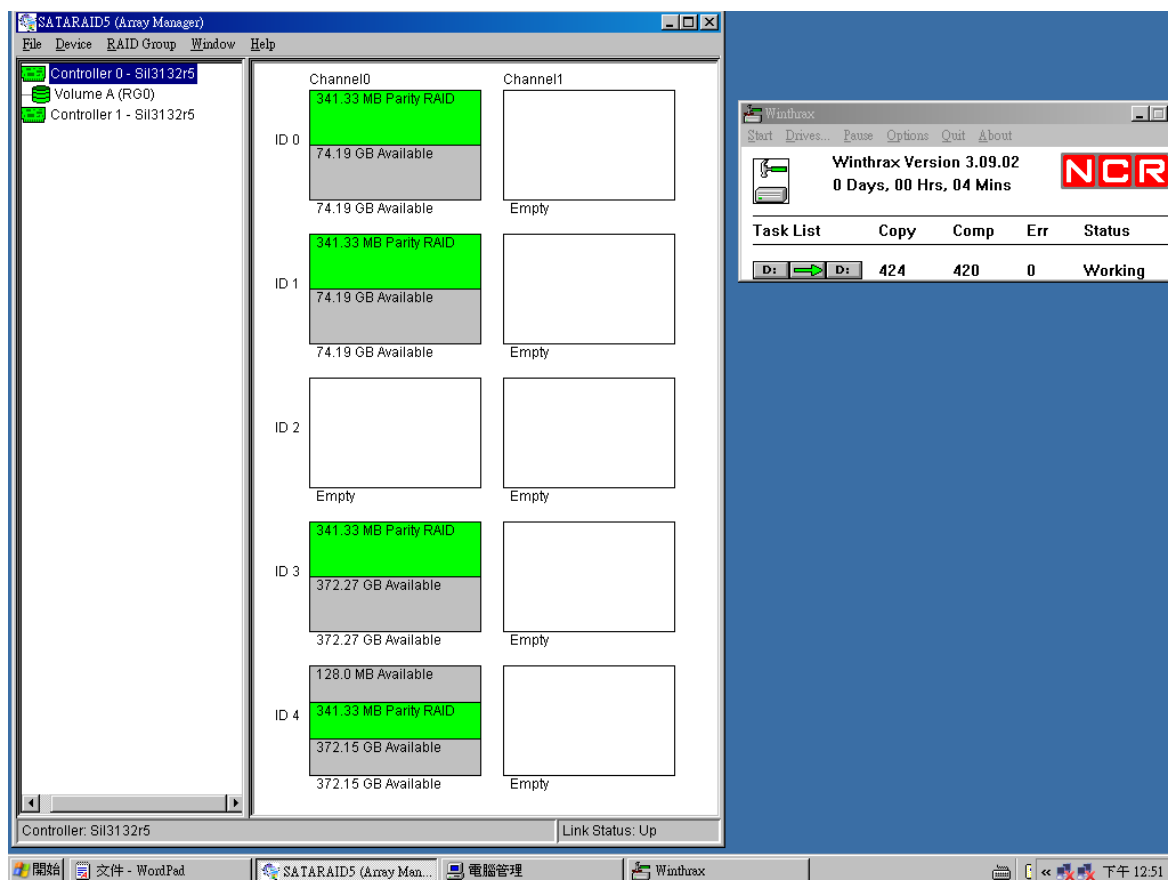 SATARAID5 (Array Manager)
File Device RAID Group Window Help
Controller 0 - SiI3132r5
Volume A (RG0)
Controller 1 - SiI3132r5
Channel0 Channel1
ID 0
341.33 MB Parity RAID
74.19 GB Available
74.19 GB Available Empty
ID 1
341.33 MB Parity RAID
74.19 GB Available
74.19 GB Available Empty
ID 2
Empty Empty
ID 3
341.33 MB Parity RAID
372.27 GB Available
372.27 GB Available Empty
ID 4
128.0 MB Available
341.33 MB Parity RAID
372.15 GB Available
372.15 GB Available Empty
Controller: SiI3132r5 Link Status: Up
Winthrax
Start Drives... Pause Options Quit About
Winthrax Version 3.09.02
0 Days, 00 Hrs, 04 Mins
NCR
Task List Copy Comp Err Status
D: D: 424 420 0 Working
開始 文件 - WordPad SATARAID5 (Array Man... 電腦管理 Winthrax « 下午 12:51